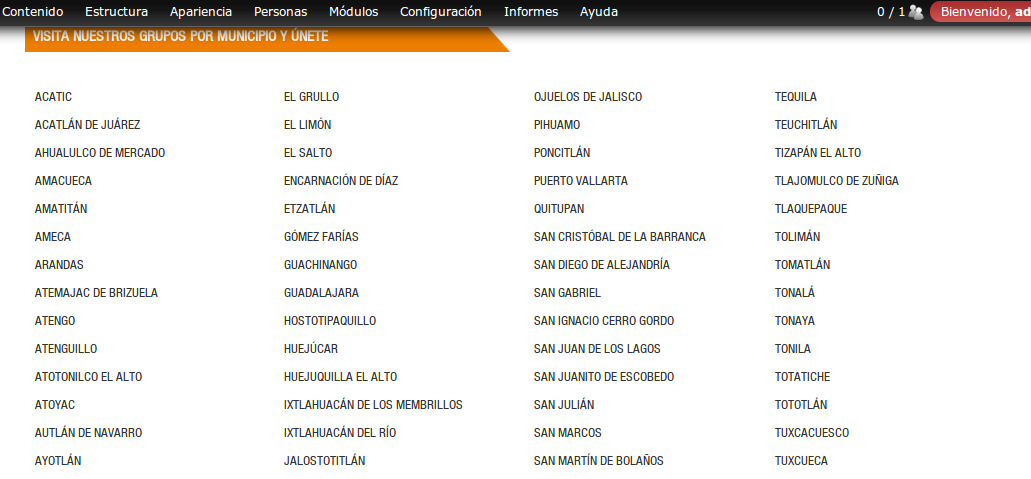 Contenido Estructura Apariencia Personas Módulos Configuración Informes Ayuda 0 / 1 Bienvenido, ad
VISITA NUESTROS GRUPOS POR MUNICIPIO Y ÚNETE
ACATIC
ACATLÁN DE JUÁREZ
AHUALULCO DE MERCADO
AMACUECA
AMATITÁN
AMECA
ARANDAS
ATEMAJAC DE BRIZUELA
ATENGO
ATENGUILLO
ATOTONILCO EL ALTO
ATOYAC
AUTLÁN DE NAVARRO
AYOTLÁN
EL GRULLO
EL LIMÓN
EL SALTO
ENCARNACIÓN DE DÍAZ
ETZATLÁN
GÓMEZ FARÍAS
GUACHINANGO
GUADALAJARA
HOSTOTIPAQUILLO
HUEJÚCAR
HUEJUQUILLA EL ALTO
IXTLAHUACÁN DE LOS MEMBRILLOS
IXTLAHUACÁN DEL RÍO
JALOSTOTITLÁN
OJUELOS DE JALISCO
PIHUAMO
PONCITLÁN
PUERTO VALLARTA
QUITUPAN
SAN CRISTÓBAL DE LA BARRANCA
SAN DIEGO DE ALEJANDRÍA
SAN GABRIEL
SAN IGNACIO CERRO GORDO
SAN JUAN DE LOS LAGOS
SAN JUANITO DE ESCOBEDO
SAN JULIÁN
SAN MARCOS
SAN MARTÍN DE BOLAÑOS
TEQUILA
TEUCHITLÁN
TIZAPÁN EL ALTO
TLAJOMULCO DE ZUÑIGA
TLAQUEPAQUE
TOLIMÁN
TOMATLÁN
TONALÁ
TONAYA
TONILA
TOTATICHE
TOTOTLÁN
TUXCACUESCO
TUXCUECA